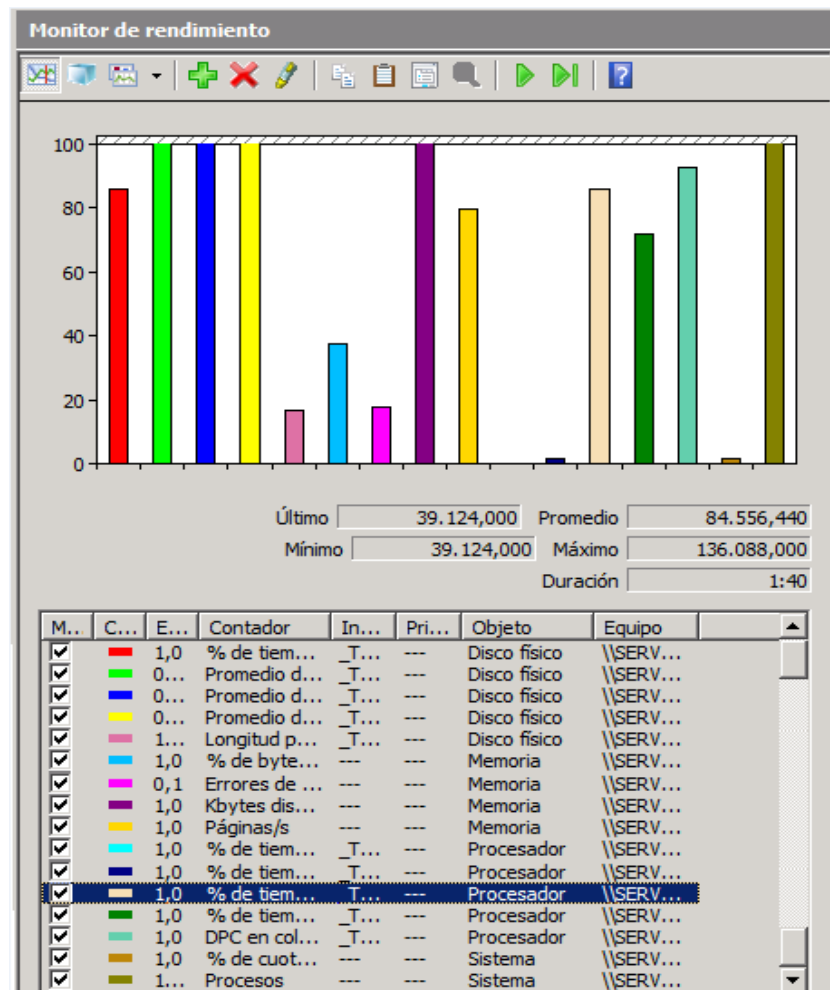 Monitor de rendimiento
100
80
60
40
20
0
Último 39.124,000 Promedio 84.556,440
Mínimo 39.124,000 Máximo 136.088,000
Duración 1:40
M... C... E... Contador In... Pri... Objeto Equipo
1,0 % de tiem... _T... --- Disco físico \\SERV...
0... Promedio d... _T... --- Disco físico \\SERV...
0... Promedio d... _T... --- Disco físico \\SERV...
0... Promedio d... _T... --- Disco físico \\SERV...
1... Longitud p... _T... --- Disco físico \\SERV...
1,0 % de byte... --- --- Memoria \\SERV...
0,1 Errores de ... --- --- Memoria \\SERV...
1,0 Kbytes dis... --- --- Memoria \\SERV...
1,0 Páginas/s --- --- Memoria \\SERV...
1,0 % de tiem... _T... --- Procesador \\SERV...
1,0 % de tiem... _T... --- Procesador \\SERV...
1,0 % de tiem... _T... --- Procesador \\SERV...
1,0 % de tiem... _T... --- Procesador \\SERV...
1,0 DPC en col... _T... --- Procesador \\SERV...
1,0 % de cuot... --- --- Sistema \\SERV...
1... Procesos --- --- Sistema \\SERV...